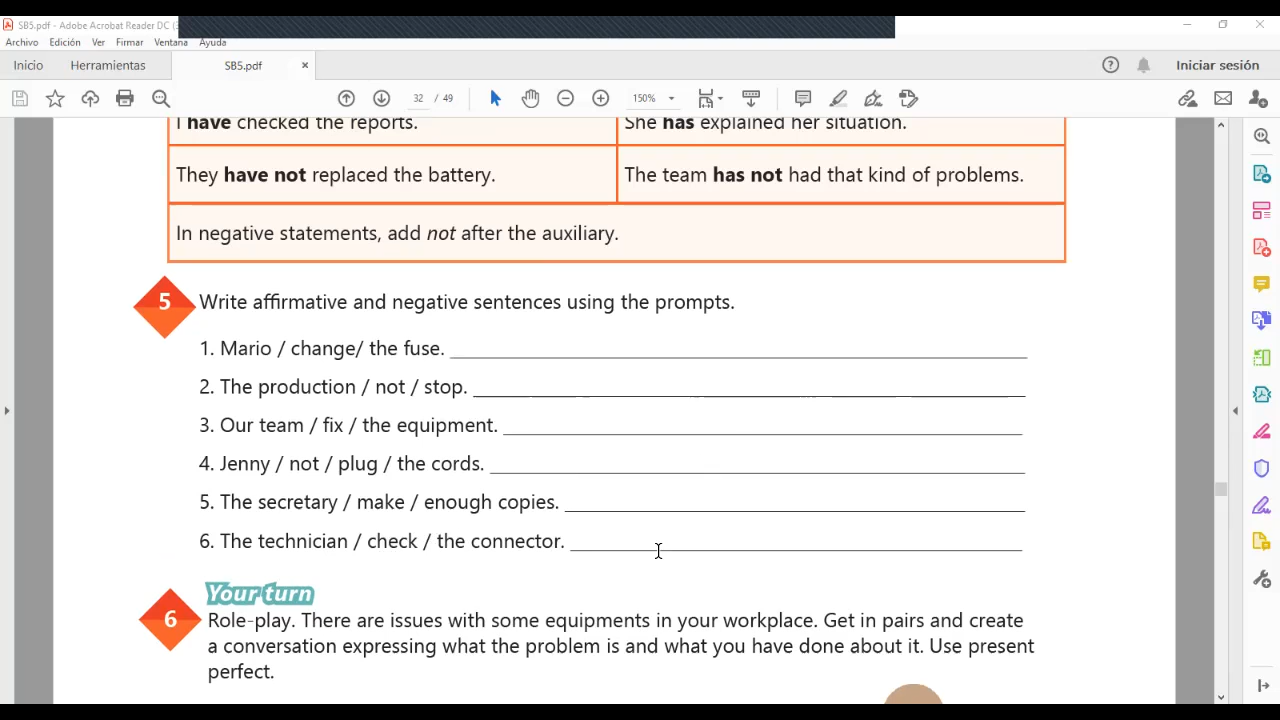 SB5.pdf - Adobe Acrobat Reader DC
Archivo Edición Ver Firmar Ventana Ayuda
Inicio Herramientas SB5.pdf × Iniciar sesión
32 / 49 150%
I have checked the reports. She has explained her situation.
They have not replaced the battery. The team has not had that kind of problems.
In negative statements, add not after the auxiliary.
5 Write affirmative and negative sentences using the prompts.
1. Mario / change/ the fuse.
2. The production / not / stop.
3. Our team / fix / the equipment.
4. Jenny / not / plug / the cords.
5. The secretary / make / enough copies.
6. The technician / check / the connector.
Your turn
6 Role-play. There are issues with some equipments in your workplace. Get in pairs and create
a conversation expressing what the problem is and what you have done about it. Use present
perfect.